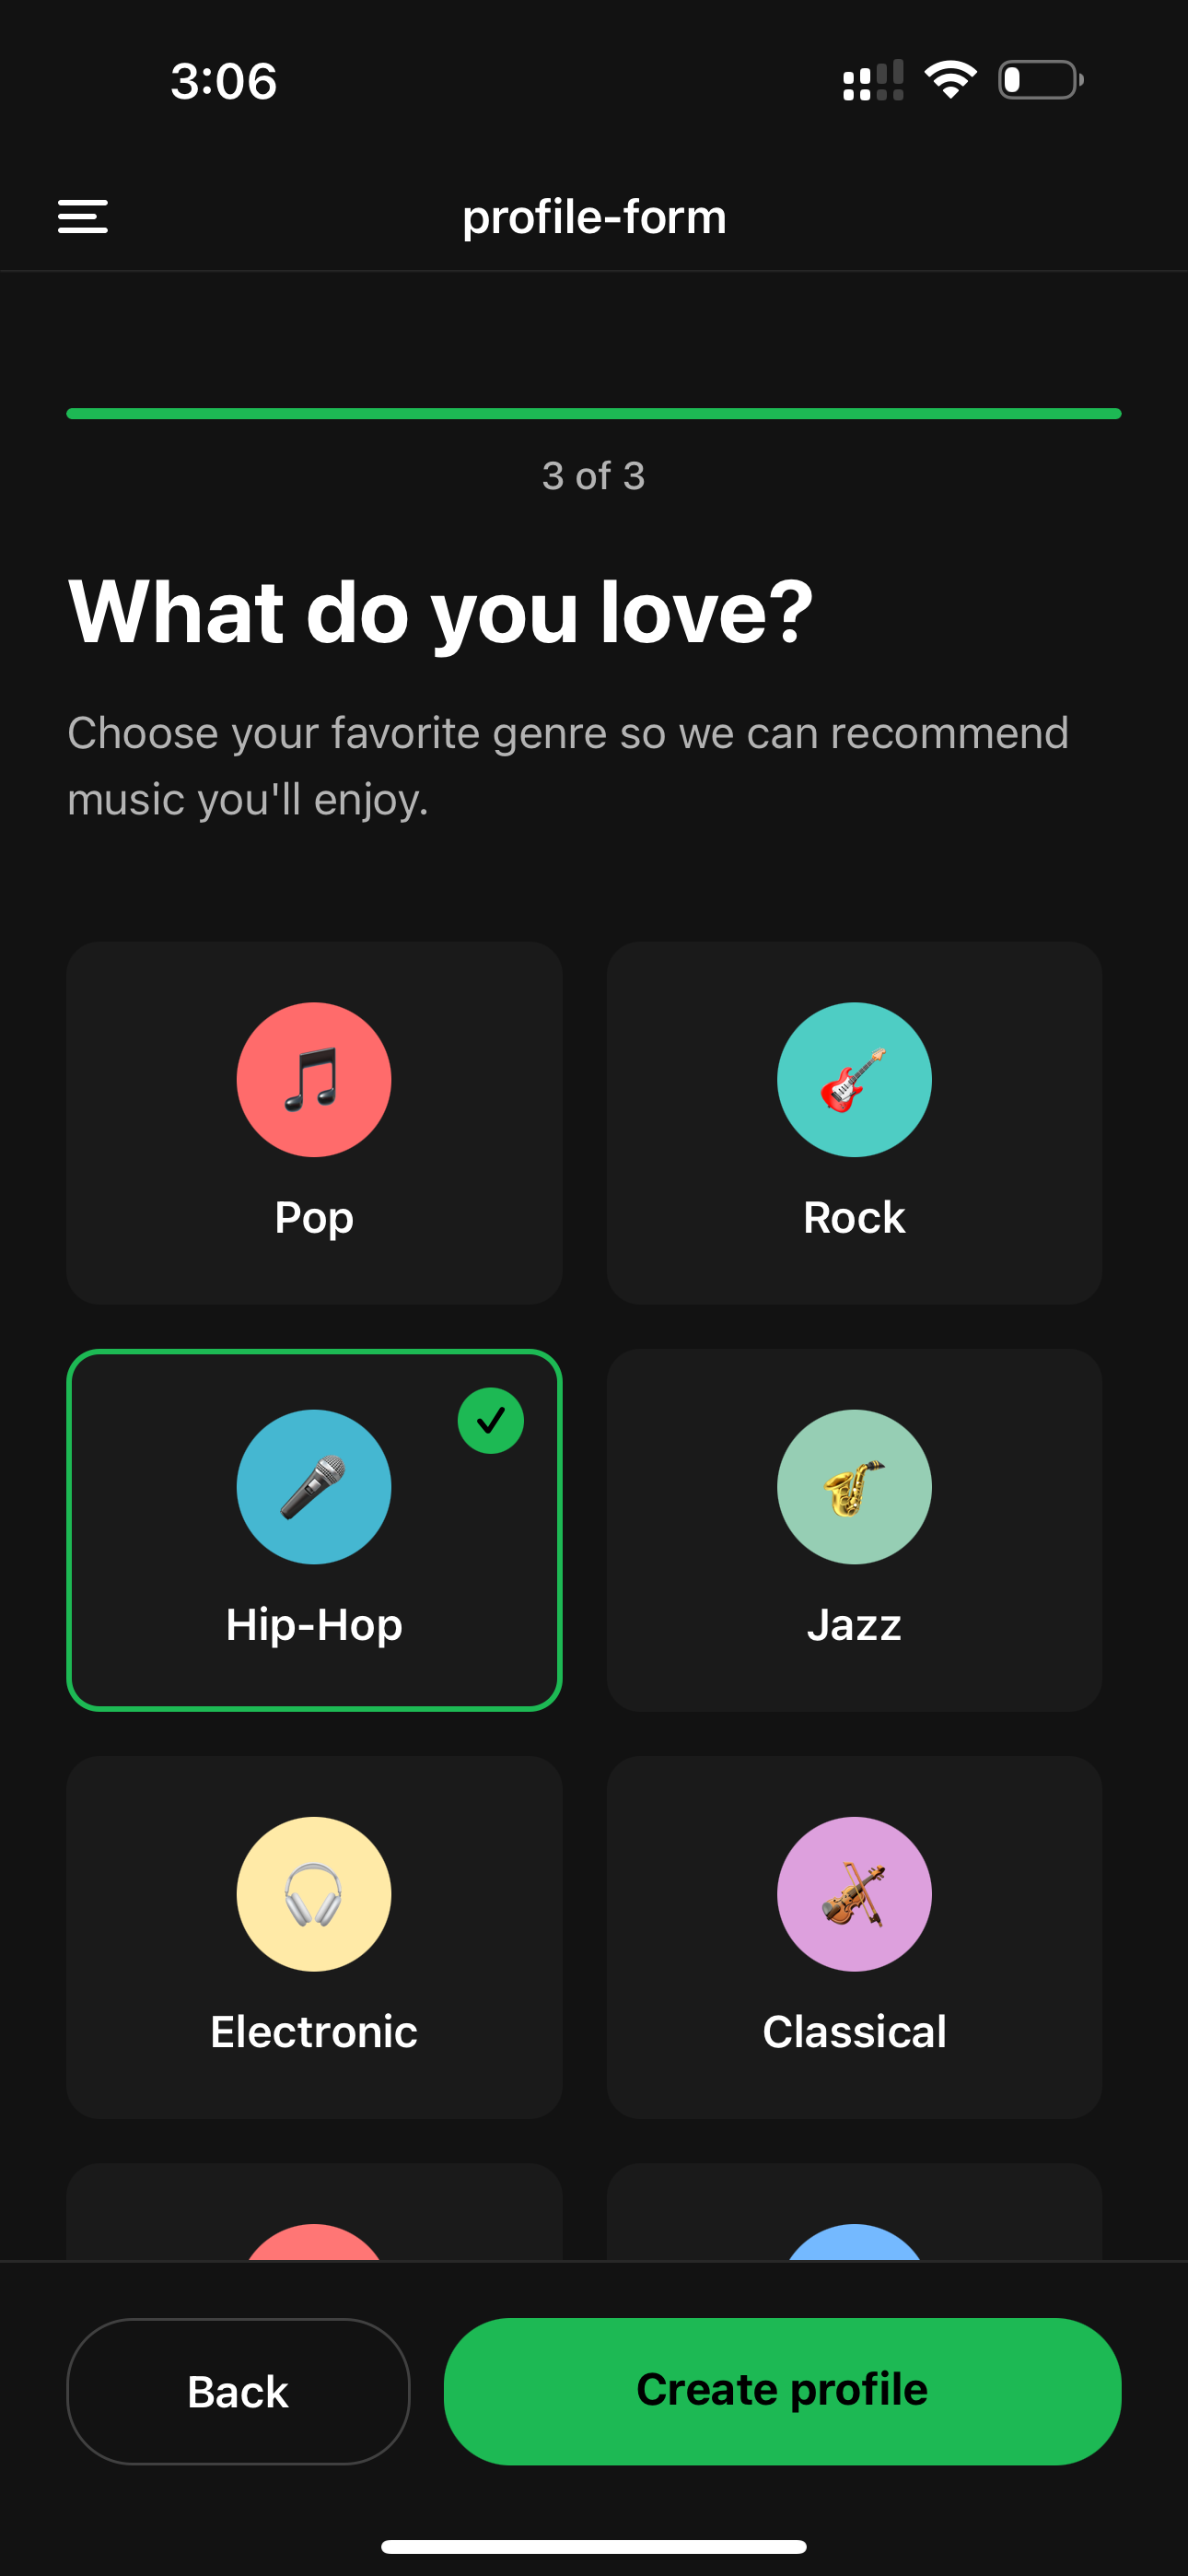 3:06
profile-form
3 of 3
What do you love?
Choose your favorite genre so we can recommend
music you'll enjoy.
Pop
Rock
Hip-Hop
Jazz
Electronic
Classical
Back
Create profile